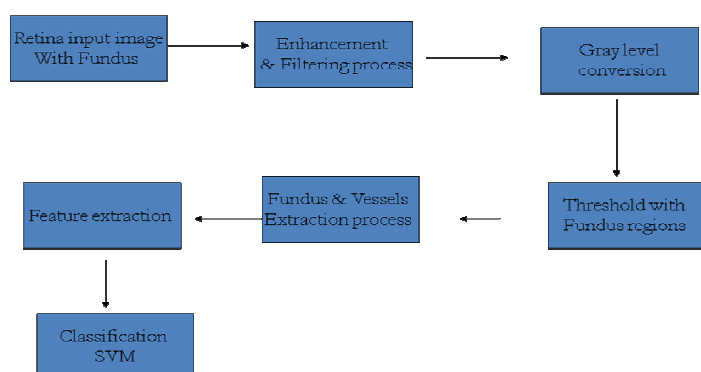 Retina input image
With Fundus
Enhancement
& Filtering process
Gray level
conversion
Threshold with
Fundus regions
Fundus & Vessels
Extraction process
Feature extraction
Classification
SVM